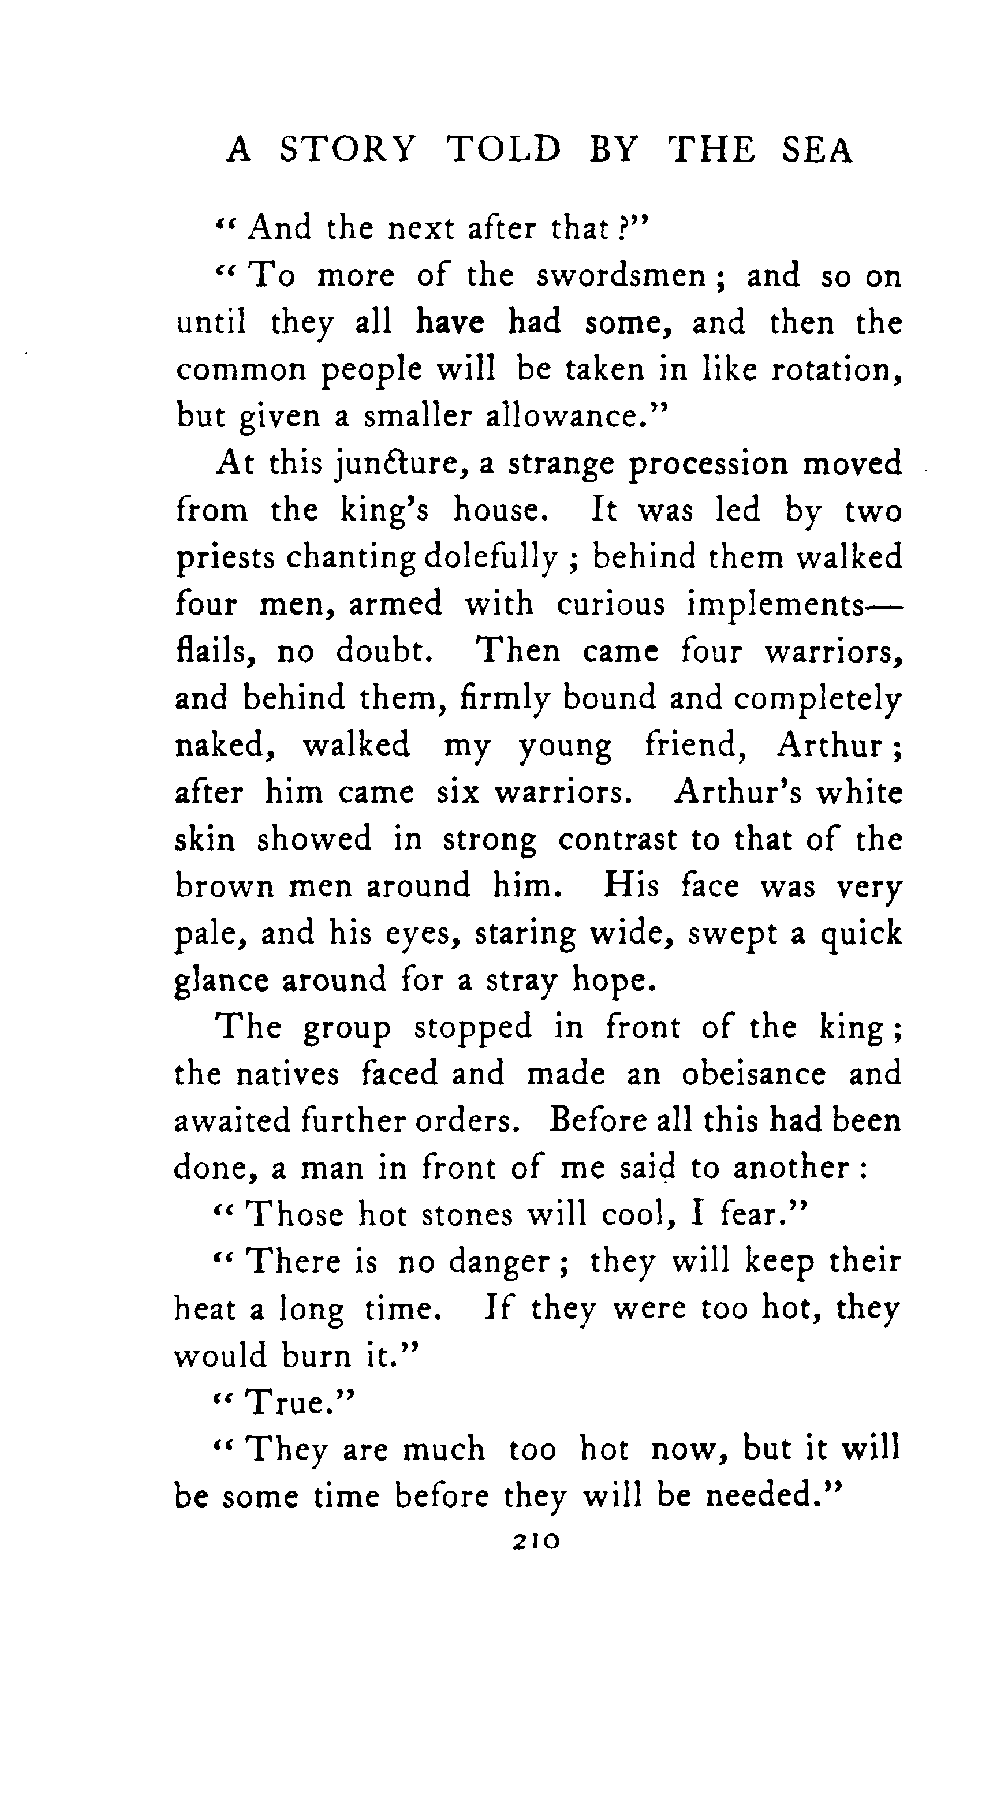 A STORY TOLD BY THE SEA
“ And the next after that ?”
“ To more of the swordsmen ; and so on
until they all have had some, and then the
common people will be taken in like rotation,
but given a smaller allowance.”
At this juncture, a strange procession moved
from the king’s house. It was led by two
priests chanting dolefully ; behind them walked
four men, armed with curious implements—
flails, no doubt. Then came four warriors,
and behind them, firmly bound and completely
naked, walked my young friend, Arthur ;
after him came six warriors. Arthur’s white
skin showed in strong contrast to that of the
brown men around him. His face was very
pale, and his eyes, staring wide, swept a quick
glance around for a stray hope.
The group stopped in front of the king ;
the natives faced and made an obeisance and
awaited further orders. Before all this had been
done, a man in front of me said to another :
“ Those hot stones will cool, I fear.”
“ There is no danger ; they will keep their
heat a long time. If they were too hot, they
would burn it.”
“ True.”
“ They are much too hot now, but it will
be some time before they will be needed.”
210